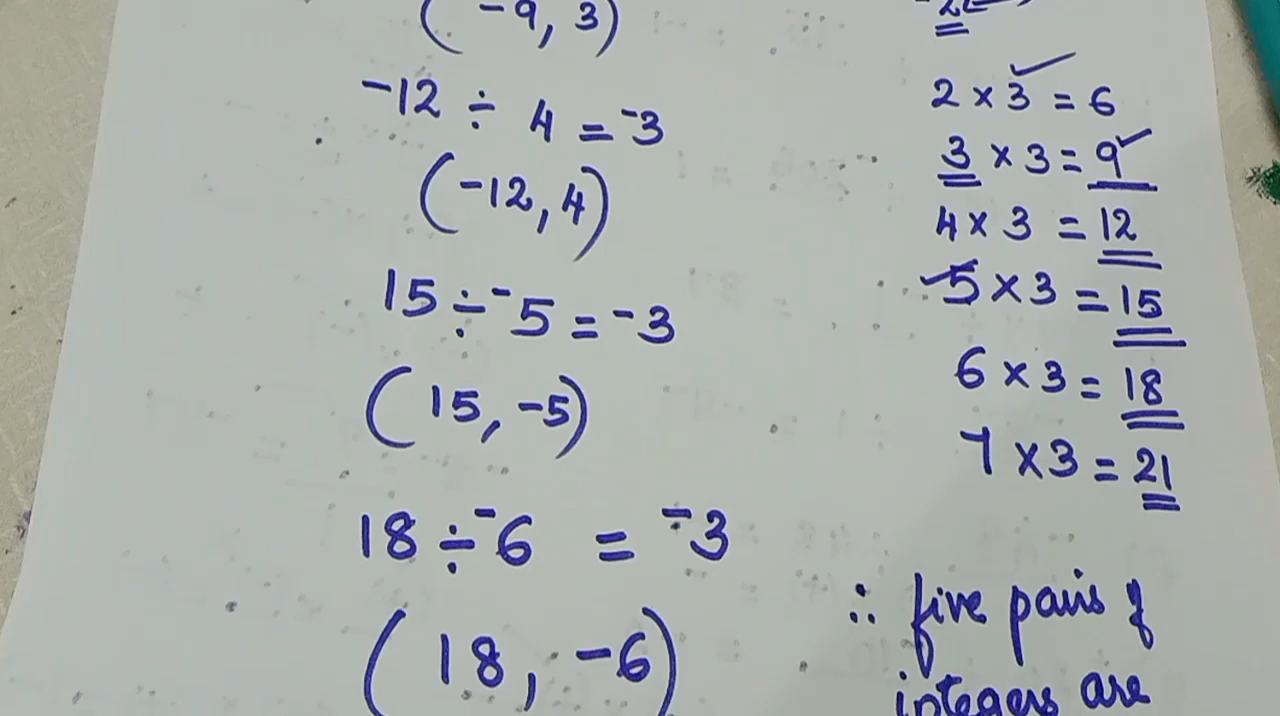 (-9, 3)
-12 ÷ 4 = -3
(-12, 4)
15 ÷ -5 = -3
(15, -5)
18 ÷ -6 = -3
(18, -6)
2 × 3 = 6
3 × 3 = 9
4 × 3 = 12
5 × 3 = 15
6 × 3 = 18
7 × 3 = 21
∴ five pairs of
integers are